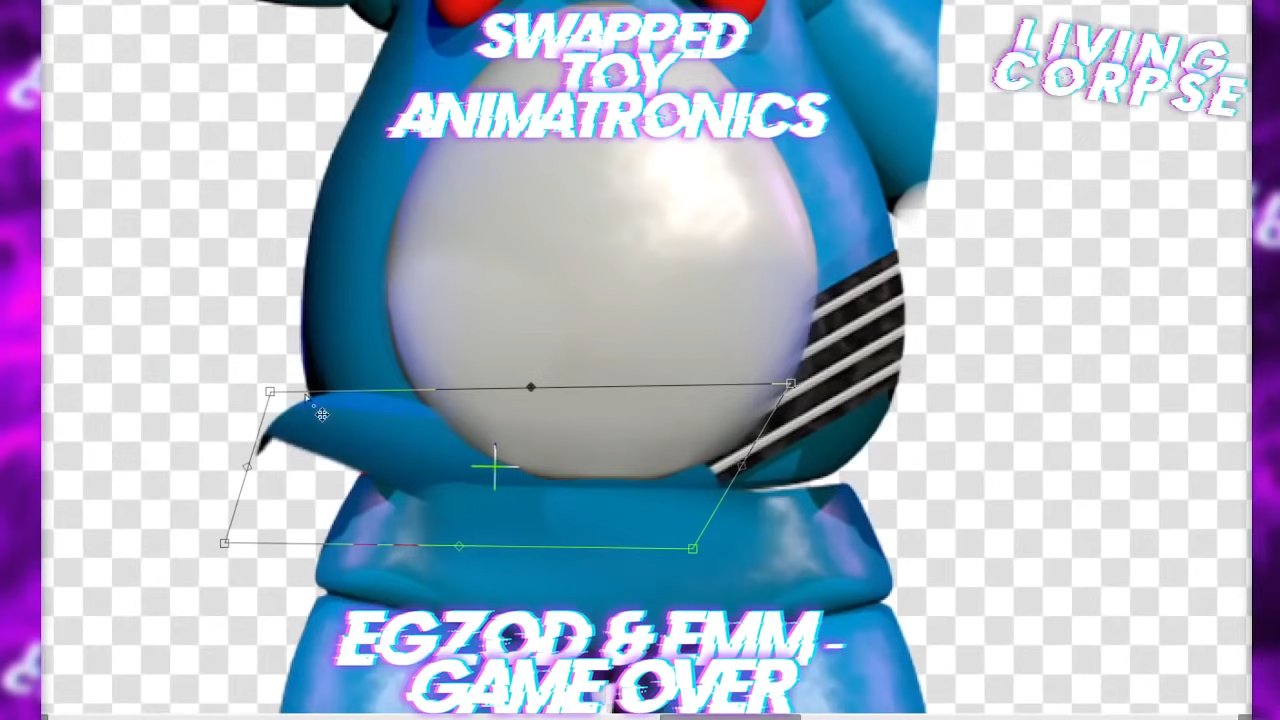 SWAPPED
TOY
ANIMATRONICS
LIVING
CORPSE
EGZOD & EMM -
GAME OVER